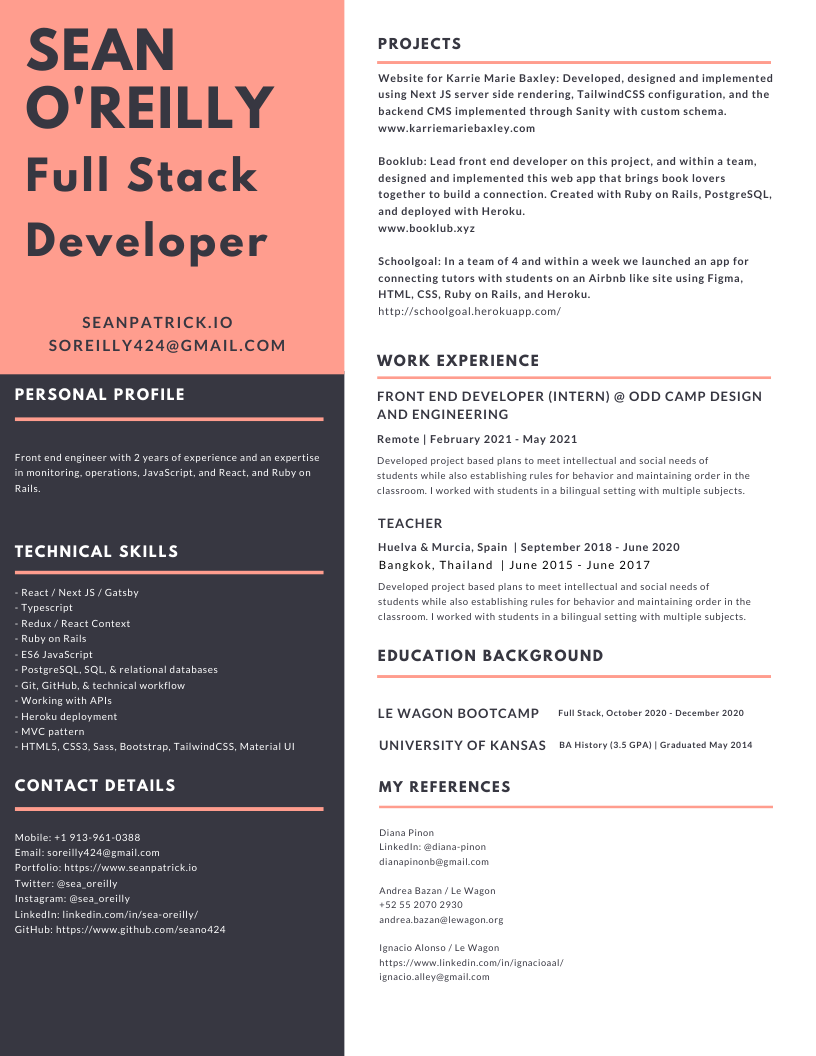 SEAN
O'REILLY
Full Stack
Developer
SEANPATRICK.IO
SOREILLY424@GMAIL.COM
PERSONAL PROFILE
Front end engineer with 2 years of experience and an expertise
in monitoring, operations, JavaScript, and React, and Ruby on
Rails.
TECHNICAL SKILLS
- React / Next JS / Gatsby
- Typescript
- Redux / React Context
- Ruby on Rails
- ES6 JavaScript
- PostgreSQL, SQL, & relational databases
- Git, GitHub, & technical workflow
- Working with APIs
- Heroku deployment
- MVC pattern
- HTML5, CSS3, Sass, Bootstrap, TailwindCSS, Material UI
CONTACT DETAILS
Mobile: +1 913-961-0388
Email: soreilly424@gmail.com
Portfolio: https://www.seanpatrick.io
Twitter: @sea_oreilly
Instagram: @sea_oreilly
LinkedIn: linkedin.com/in/sea-oreilly/
GitHub: https://www.github.com/seano424
PROJECTS
Website for Karrie Marie Baxley: Developed, designed and implemented
using Next JS server side rendering, TailwindCSS configuration, and the
backend CMS implemented through Sanity with custom schema.
www.karriemariebaxley.com
Booklub: Lead front end developer on this project, and within a team,
designed and implemented this web app that brings book lovers
together to build a connection. Created with Ruby on Rails, PostgreSQL,
and deployed with Heroku.
www.booklub.xyz
Schoolgoal: In a team of 4 and within a week we launched an app for
connecting tutors with students on an Airbnb like site using Figma,
HTML, CSS, Ruby on Rails, and Heroku.
http://schoolgoal.herokuapp.com/
WORK EXPERIENCE
FRONT END DEVELOPER (INTERN) @ ODD CAMP DESIGN
AND ENGINEERING
Remote | February 2021 - May 2021
Developed project based plans to meet intellectual and social needs of
students while also establishing rules for behavior and maintaining order in the
classroom. I worked with students in a bilingual setting with multiple subjects.
TEACHER
Huelva & Murcia, Spain | September 2018 - June 2020
Bangkok, Thailand | June 2015 - June 2017
Developed project based plans to meet intellectual and social needs of
students while also establishing rules for behavior and maintaining order in the
classroom. I worked with students in a bilingual setting with multiple subjects.
EDUCATION BACKGROUND
LE WAGON BOOTCAMP Full Stack, October 2020 - December 2020
UNIVERSITY OF KANSAS BA History (3.5 GPA) | Graduated May 2014
MY REFERENCES
Diana Pinon
LinkedIn: @diana-pinon
dianapinonb@gmail.com
Andrea Bazan / Le Wagon
+52 55 2070 2930
andrea.bazan@lewagon.org
Ignacio Alonso / Le Wagon
https://www.linkedin.com/in/ignacioaal/
ignacio.alley@gmail.com